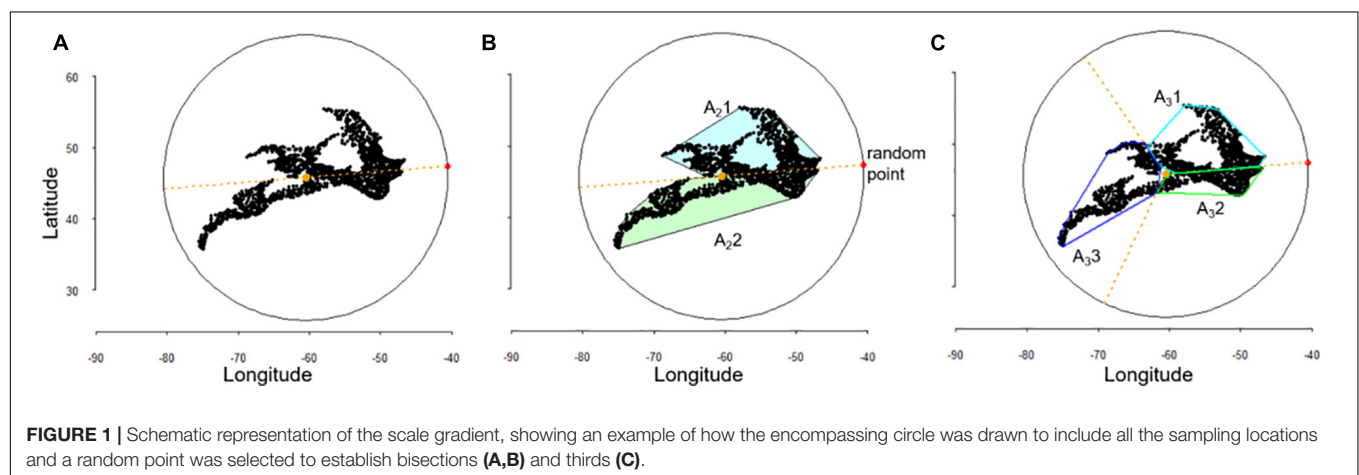 A
B
C
Latitude
60
50
40
30
-90
-80
-70
-60
-50
-40
Longitude
A₂1
A₂2
random
point
-90
-80
-70
-60
-50
-40
Longitude
A₃1
A₃2
A₃3
-90
-80
-70
-60
-50
-40
Longitude
FIGURE 1 | Schematic representation of the scale gradient, showing an example of how the encompassing circle was drawn to include all the sampling locations
and a random point was selected to establish bisections (A,B) and thirds (C).